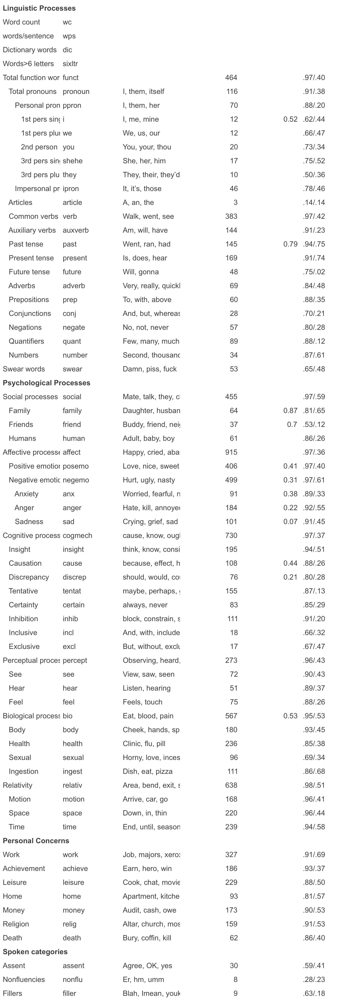 Linguistic Processes
Word count wc
words/sentence wps
Dictionary words dic
Words>6 letters sixltr
Total function wor funct 464 .97/.40
Total pronouns pronoun I, them, itself 116 .91/.38
Personal pron ppron I, them, her 70 .88/.20
1st pers sing i I, me, mine 12 0.52 .62/.44
1st pers plur we We, us, our 12 .66/.47
2nd person you You, your, thou 20 .73/.34
3rd pers sing shehe She, her, him 17 .75/.52
3rd pers plu they They, their, they’d 10 .50/.36
Impersonal pr ipron It, it’s, those 46 .78/.46
Articles article A, an, the 3 .14/.14
Common verbs verb Walk, went, see 383 .97/.42
Auxiliary verbs auxverb Am, will, have 144 .91/.23
Past tense past Went, ran, had 145 0.79 .94/.75
Present tense present Is, does, hear 169 .91/.74
Future tense future Will, gonna 48 .75/.02
Adverbs adverb Very, really, quickl 69 .84/.48
Prepositions prep To, with, above 60 .88/.35
Conjunctions conj And, but, whereas 28 .70/.21
Negations negate No, not, never 57 .80/.28
Quantifiers quant Few, many, much 89 .88/.12
Numbers number Second, thousand 34 .87/.61
Swear words swear Damn, piss, fuck 53 .65/.48
Psychological Processes
Social processes social Mate, talk, they, c 455 .97/.59
Family family Daughter, husban 64 0.87 .81/.65
Friends friend Buddy, friend, neig 37 0.7 .53/.12
Humans human Adult, baby, boy 61 .86/.26
Affective processe affect Happy, cried, aba 915 .97/.36
Positive emotion posemo Love, nice, sweet 406 0.41 .97/.40
Negative emotio negemo Hurt, ugly, nasty 499 0.31 .97/.61
Anxiety anx Worried, fearful, n 91 0.38 .89/.33
Anger anger Hate, kill, annoyed 184 0.22 .92/.55
Sadness sad Crying, grief, sad 101 0.07 .91/.45
Cognitive process cogmech cause, know, oug 730 .97/.37
Insight insight think, know, consi 195 .94/.51
Causation cause because, effect, h 108 0.44 .88/.26
Discrepancy discrep should, would, cou 76 0.21 .80/.28
Tentative tentat maybe, perhaps, 155 .87/.13
Certainty certain always, never 83 .85/.29
Inhibition inhib block, constrain, s 111 .91/.20
Inclusive incl And, with, include 18 .66/.32
Exclusive excl But, without, exclu 17 .67/.47
Perceptual proces percept Observing, heard, 273 .96/.43
See see View, saw, seen 72 .90/.43
Hear hear Listen, hearing 51 .89/.37
Feel feel Feels, touch 75 .88/.26
Biological process bio Eat, blood, pain 567 0.53 .95/.53
Body body Cheek, hands, sp 180 .93/.45
Health health Clinic, flu, pill 236 .85/.38
Sexual sexual Horny, love, inces 96 .69/.34
Ingestion ingest Dish, eat, pizza 111 .86/.68
Relativity relativ Area, bend, exit, s 638 .98/.51
Motion motion Arrive, car, go 168 .96/.41
Space space Down, in, thin 220 .96/.44
Time time End, until, season 239 .94/.58
Personal Concerns
Work work Job, majors, xerox 327 .91/.69
Achievement achieve Earn, hero, win 186 .93/.37
Leisure leisure Cook, chat, movie 229 .88/.50
Home home Apartment, kitche 93 .81/.57
Money money Audit, cash, owe 173 .90/.53
Religion relig Altar, church, mos 159 .91/.53
Death death Bury, coffin, kill 62 .86/.40
Spoken categories
Assent assent Agree, OK, yes 30 .59/.41
Nonfluencies nonflu Er, hm, umm 8 .28/.23
Fillers filler Blah, Imean, youk 9 .63/.18